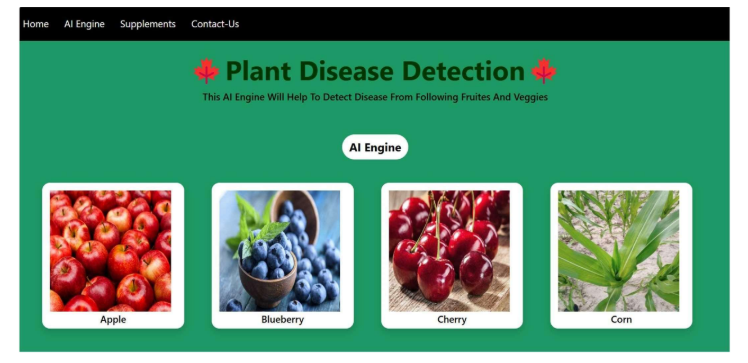 Home AI Engine Supplements Contact-Us
🍁 Plant Disease Detection 🍁
This AI Engine Will Help To Detect Disease From Following Fruites And Veggies
AI Engine
Apple Blueberry Cherry Corn